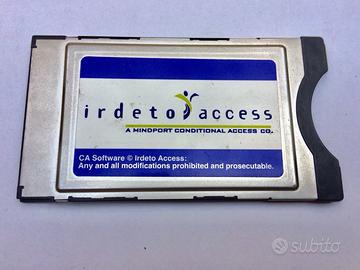 irdeto access
A MINDPORT CONDITIONAL ACCESS CO.
CA Software © Irdeto Access:
Any and all modifications prohibited and prosecutable.
subito